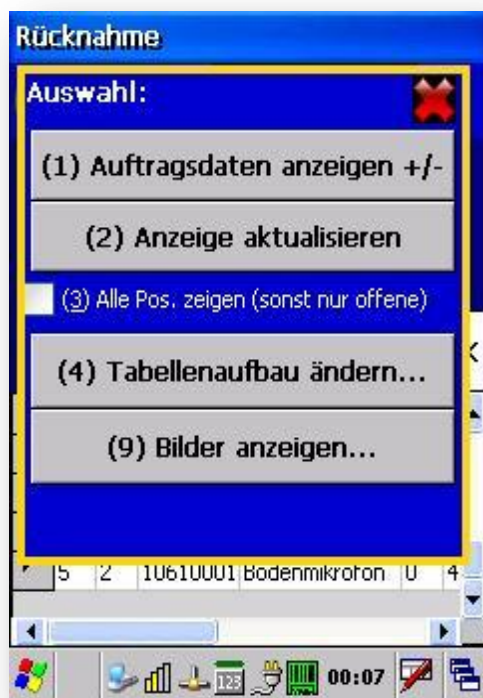 Rücknahme
Auswahl:
(1) Auftragsdaten anzeigen +/-
(2) Anzeige aktualisieren
(3) Alle Pos. zeigen (sonst nur offene)
(4) Tabellenaufbau ändern...
(9) Bilder anzeigen...
5 2 10610001 Bodenmikrofon 0 4
123 00:07